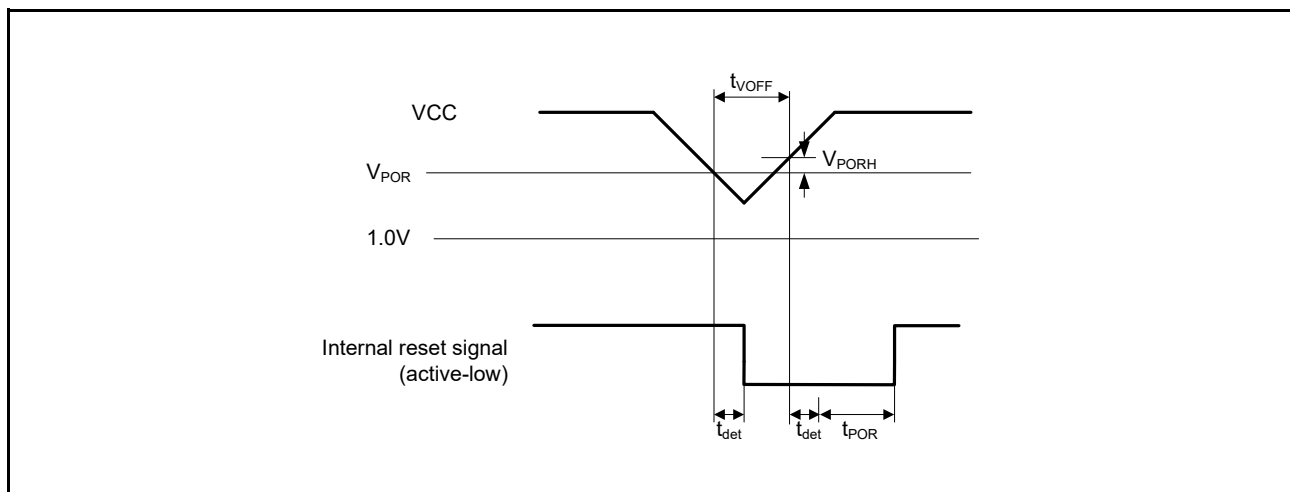 tVOFF
VCC
VPORH
VPOR
1.0V
Internal reset signal
(active-low)
tdet
tdet
tPOR